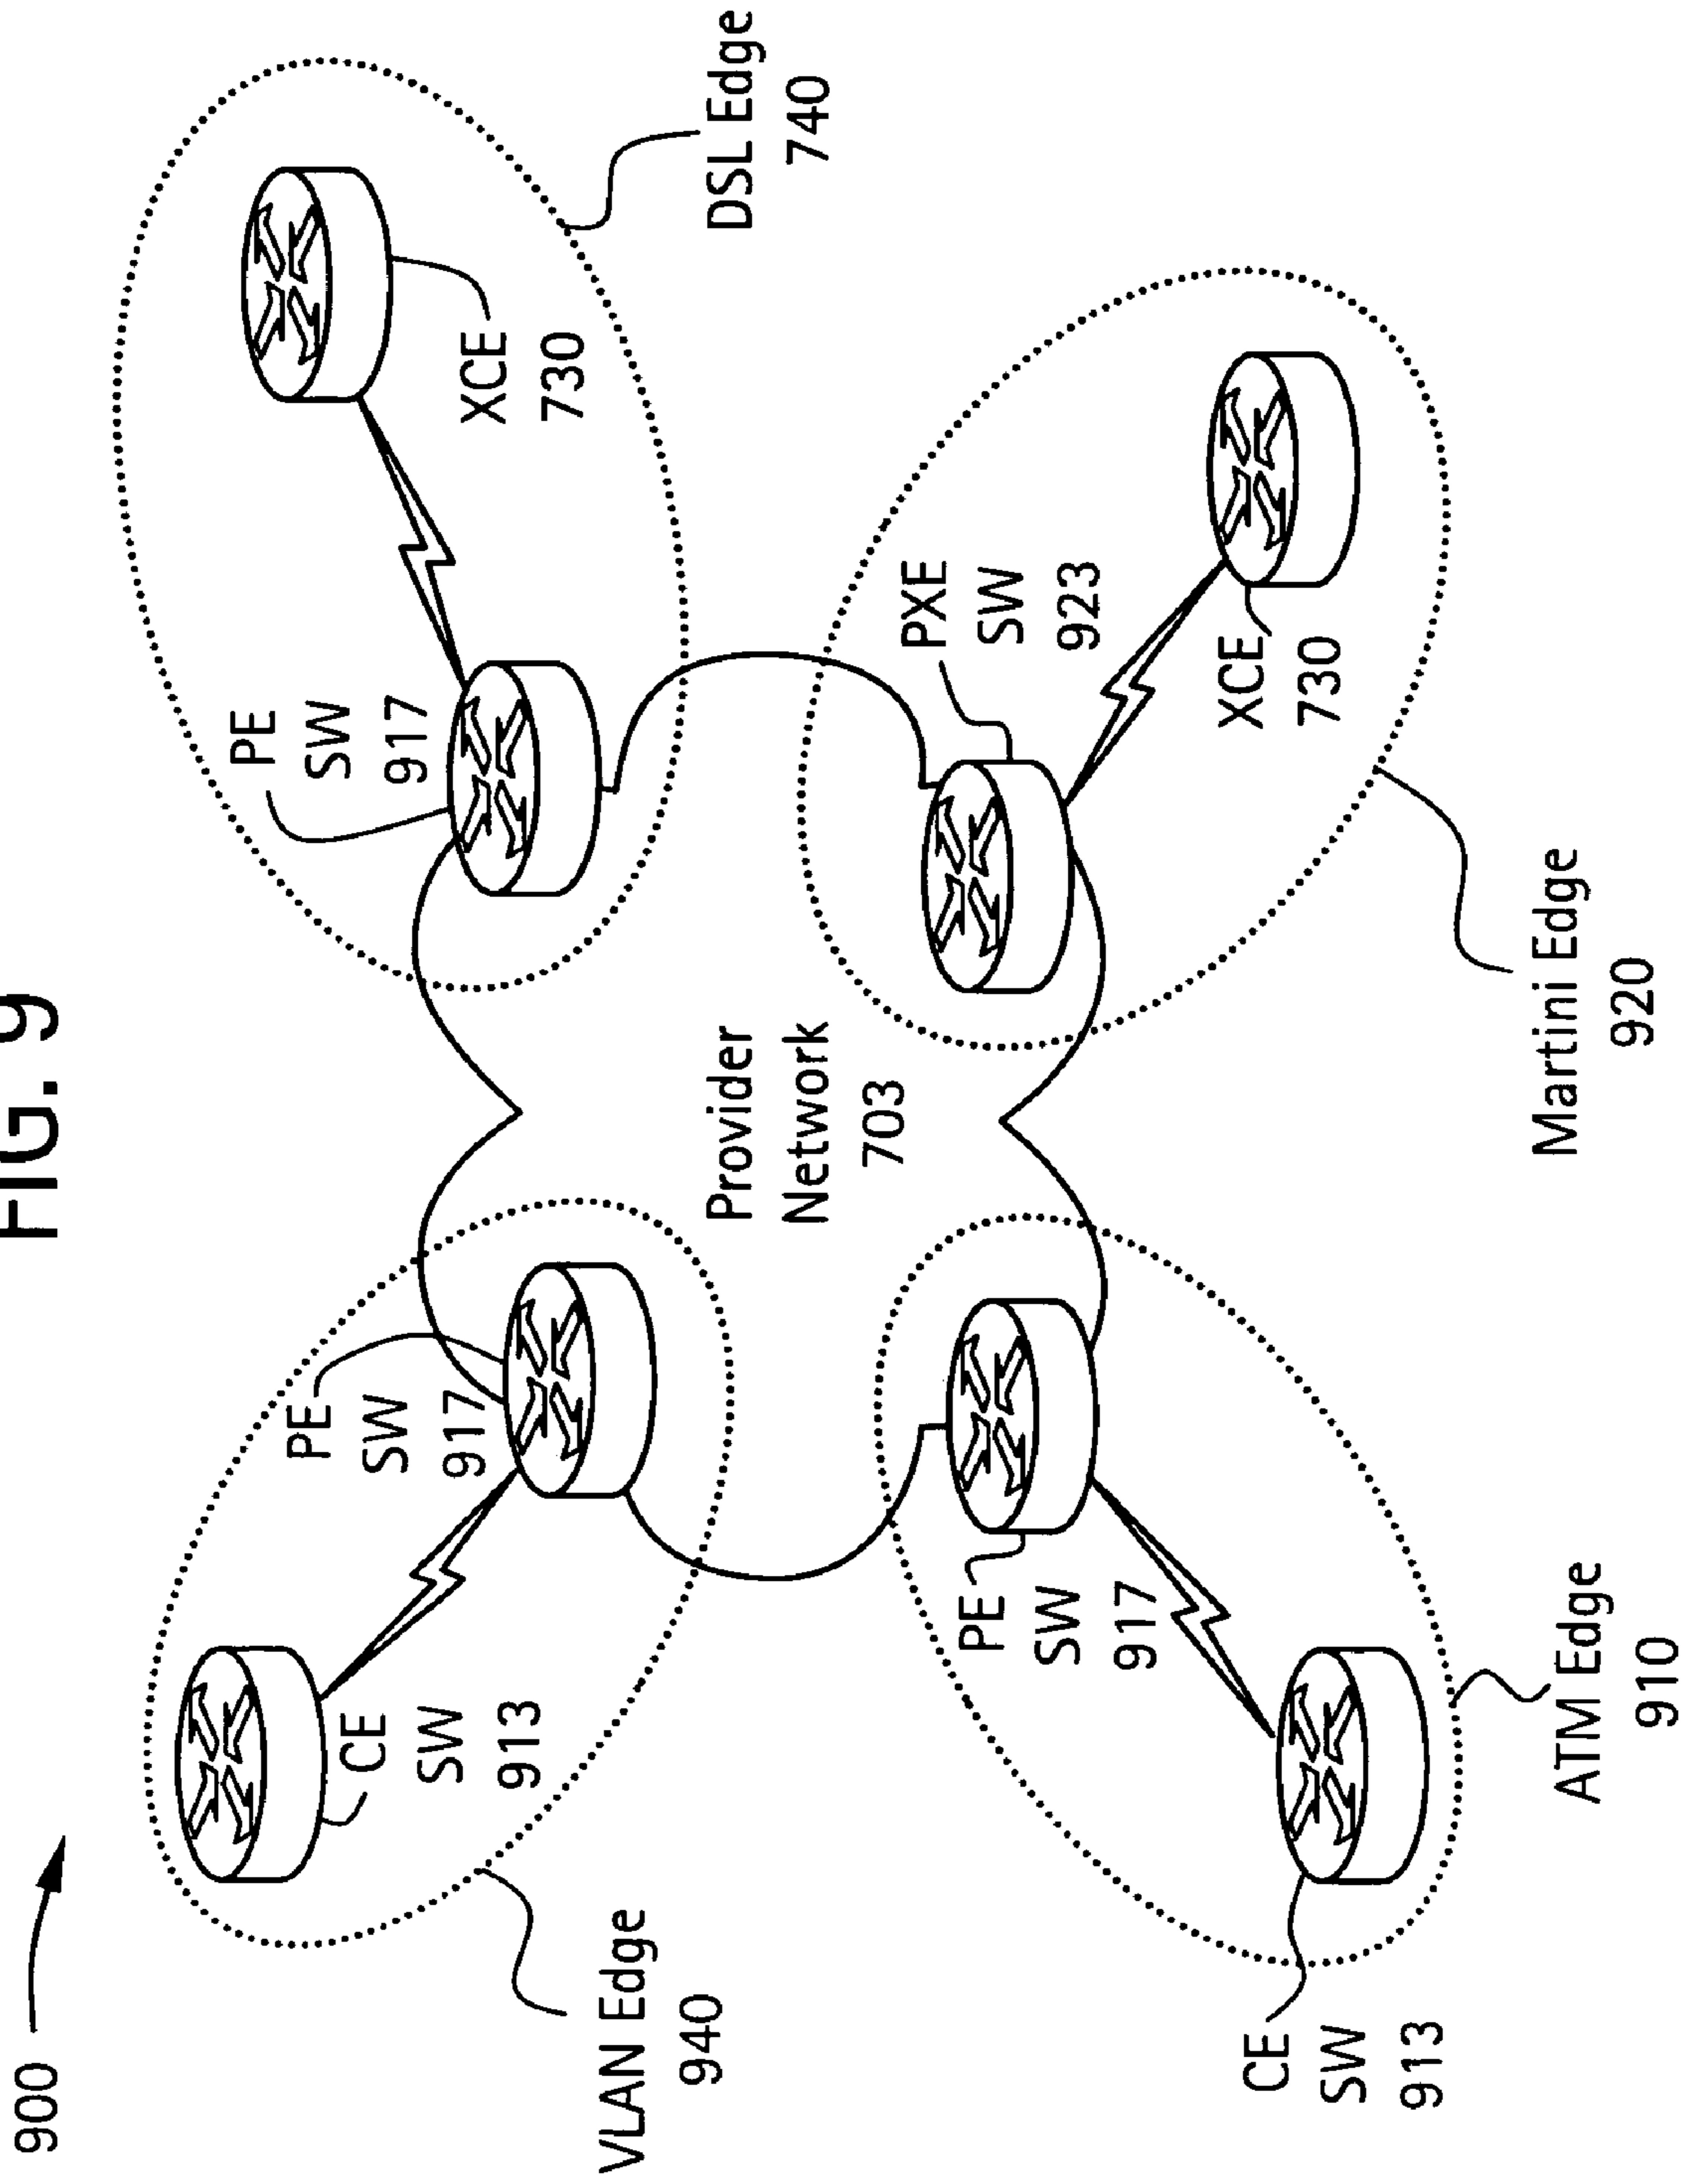 FIG. 9
900
VLAN Edge
940
CE
SW
913
PE
SW
917
PE
SW
917
XCE
730
DSL Edge
740
Provider
Network
703
CE
SW
913
PE
SW
917
ATM Edge
910
PXE
SW
923
XCE
730
Martini Edge
920